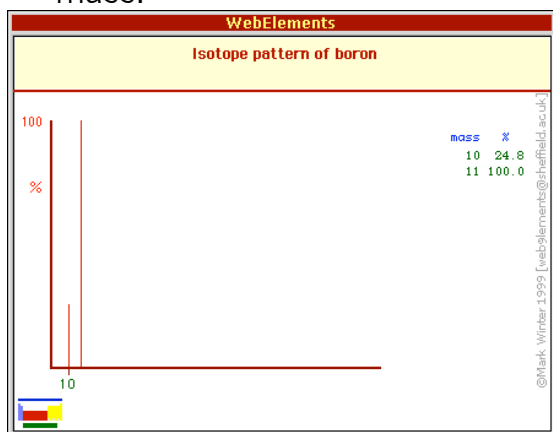 WebElements
Isotope pattern of boron
100
%
mass %
10 24.8
11 100.0
10
©Mark Winter 1999 [web9lements@sheffield.ac.uk]